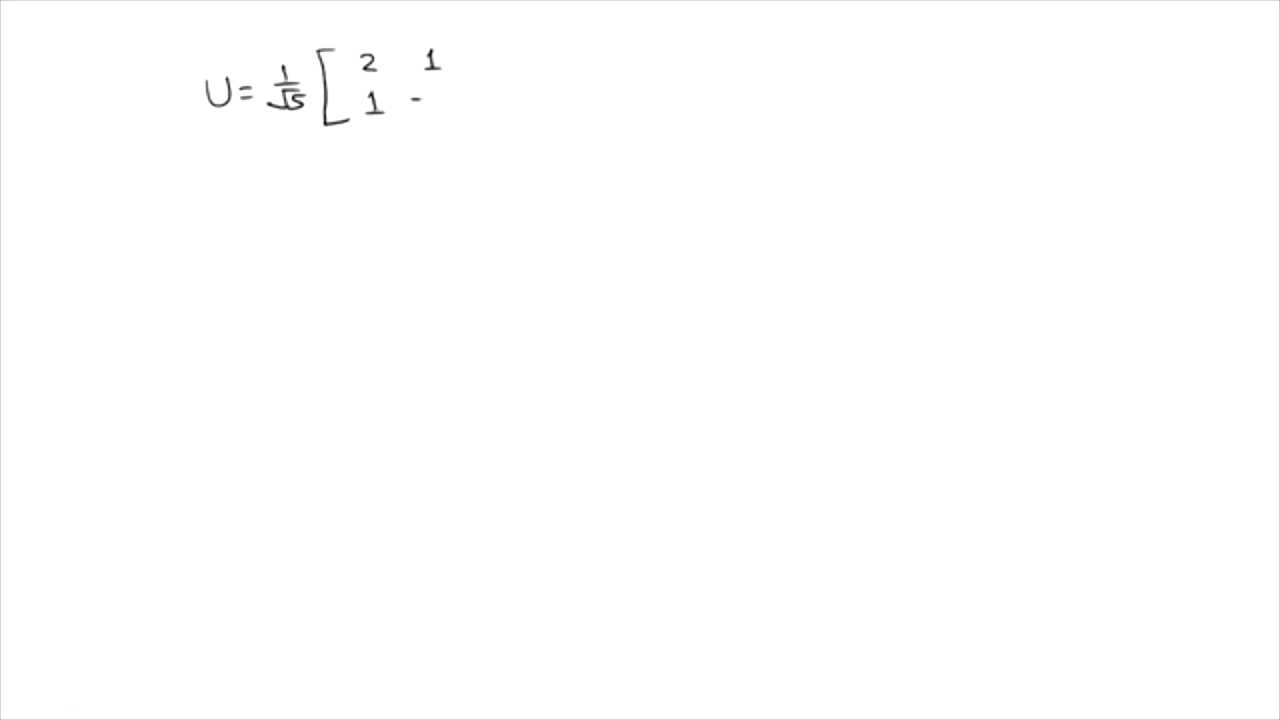 U = 1/√5 [ 2 1
1 -